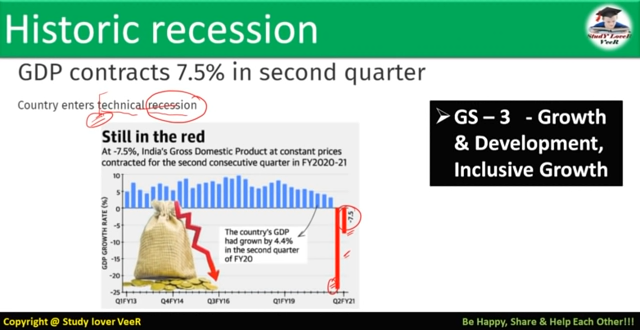 Historic recession
StudY LoveR
VeeR
GDP contracts 7.5% in second quarter
Country enters technical recession
➢ GS – 3 - Growth
& Development,
Inclusive Growth
Still in the red
At -7.5%, India's Gross Domestic Product at constant prices
contracted for the second consecutive quarter in FY2020-21
GDP GROWTH RATE (%)
10
5
0
-5
-10
-15
-20
-25
-7.5
The country's GDP
had grown by 4.4%
in the second quarter
of FY20
Q1FY13
Q4FY14
Q3FY16
Q1FY19
Q2FY21
Copyright @ Study lover VeeR
Be Happy, Share & Help Each Other!!!